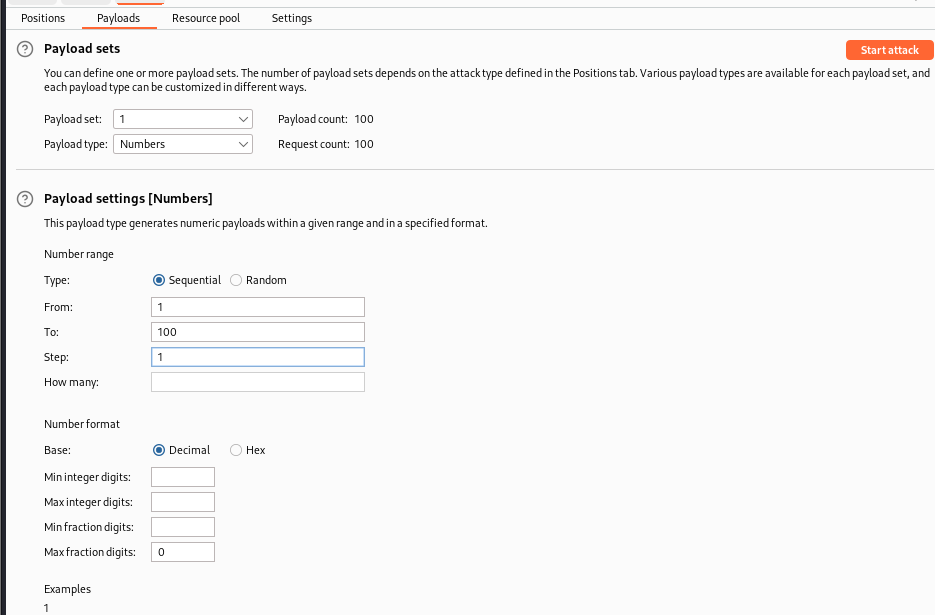 Positions Payloads Resource pool Settings
? Payload sets
Start attack
You can define one or more payload sets. The number of payload sets depends on the attack type defined in the Positions tab. Various payload types are available for each payload set, and
each payload type can be customized in different ways.
Payload set: 1 Payload count: 100
Payload type: Numbers Request count: 100
? Payload settings [Numbers]
This payload type generates numeric payloads within a given range and in a specified format.
Number range
Type: Sequential Random
From: 1
To: 100
Step: 1
How many:
Number format
Base: Decimal Hex
Min integer digits:
Max integer digits:
Min fraction digits:
Max fraction digits: 0
Examples
1